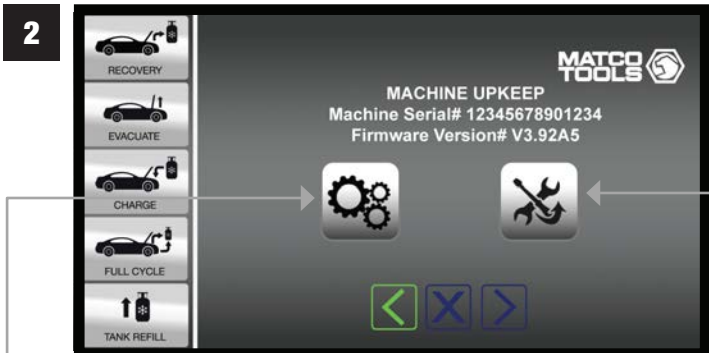 2
RECOVERY
EVACUATE
CHARGE
FULL CYCLE
TANK REFILL
MATCO
TOOLS
MACHINE UPKEEP
Machine Serial# 12345678901234
Firmware Version# V3.92A5